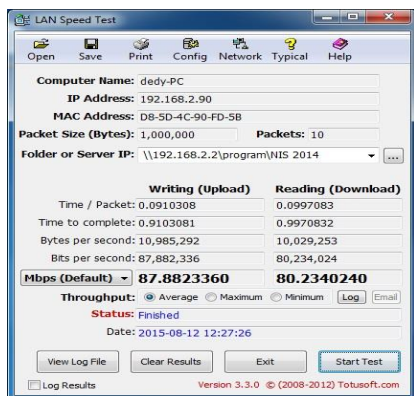 LAN Speed Test
Open Save Print Config Network Typical Help
Computer Name: dedy-PC
IP Address: 192.168.2.90
MAC Address: D8-5D-4C-90-FD-5B
Packet Size (Bytes): 1,000,000 Packets: 10
Folder or Server IP: \\192.168.2.2\program\NIS 2014 ...
Writing (Upload) Reading (Download)
Time / Packet: 0.0910308 0.0997083
Time to complete: 0.9103081 0.9970832
Bytes per second: 10,985,292 10,029,253
Bits per second: 87,882,336 80,234,024
Mbps (Default) 87.8823360 80.2340240
Throughput: Average Maximum Minimum Log Email
Status: Finished
Date: 2015-08-12 12:27:26
View Log File Clear Results Exit Start Test
Log Results Version 3.3.0 © (2008-2012) Totusoft.com